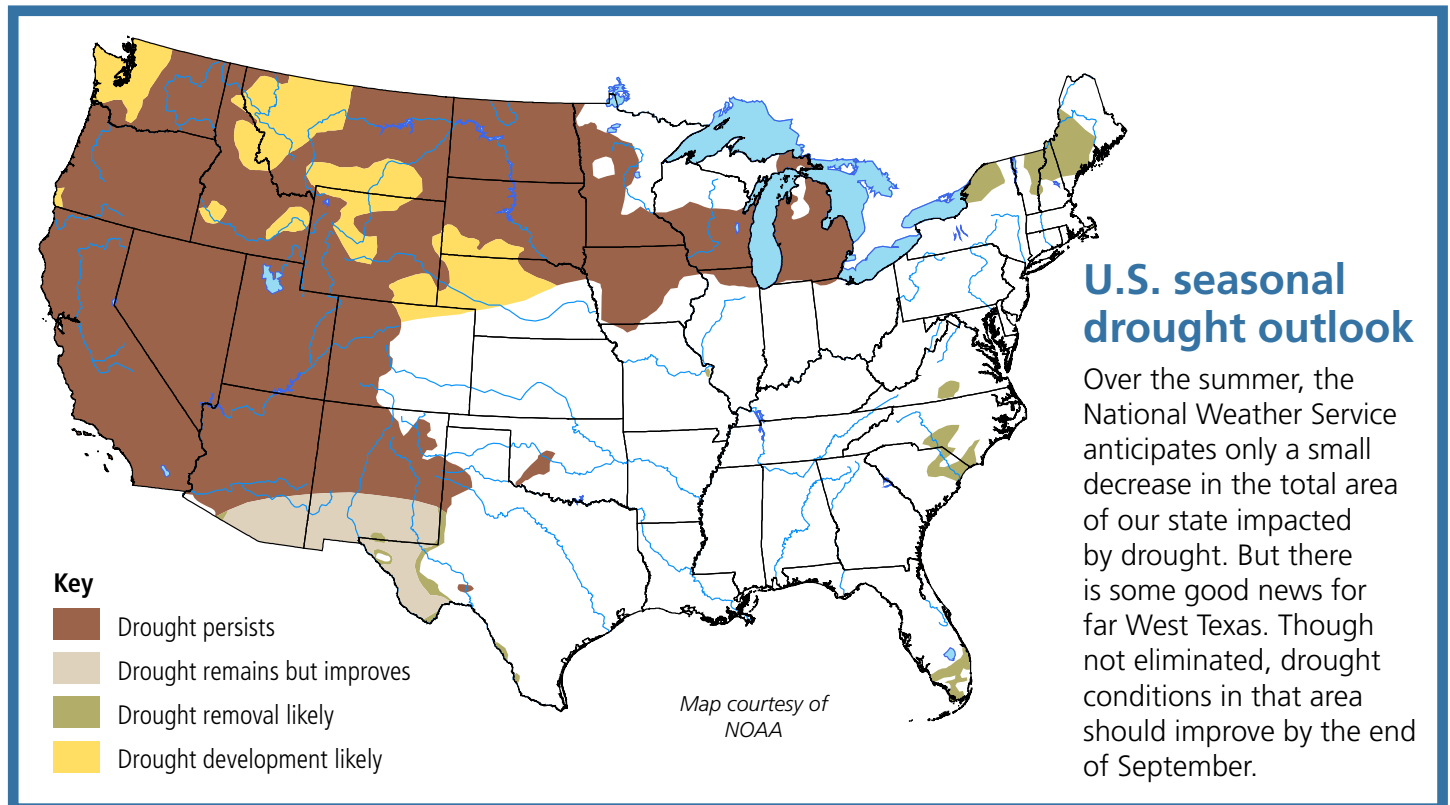 U.S. seasonal
drought outlook
Over the summer, the
National Weather Service
anticipates only a small
decrease in the total area
of our state impacted
by drought. But there
is some good news for
far West Texas. Though
not eliminated, drought
conditions in that area
should improve by the end
of September.
Key
Drought persists
Drought remains but improves
Drought removal likely
Drought development likely
Map courtesy of
NOAA